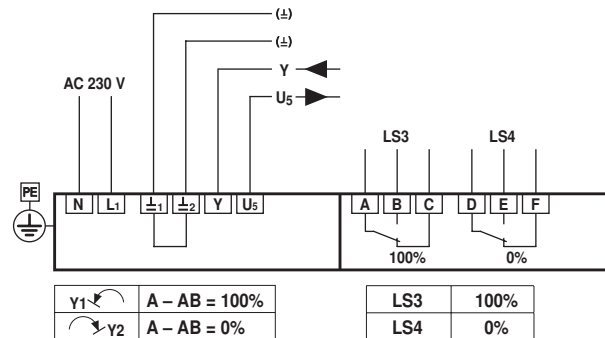 (⊥)
(⊥)
Y
AC 230 V
U5
LS3 LS4
PE
N L1 ⊥1 ⊥2 Y U5 A B C D E F
100% 0%
Y1 A – AB = 100%
Y2 A – AB = 0%
LS3 100%
LS4 0%